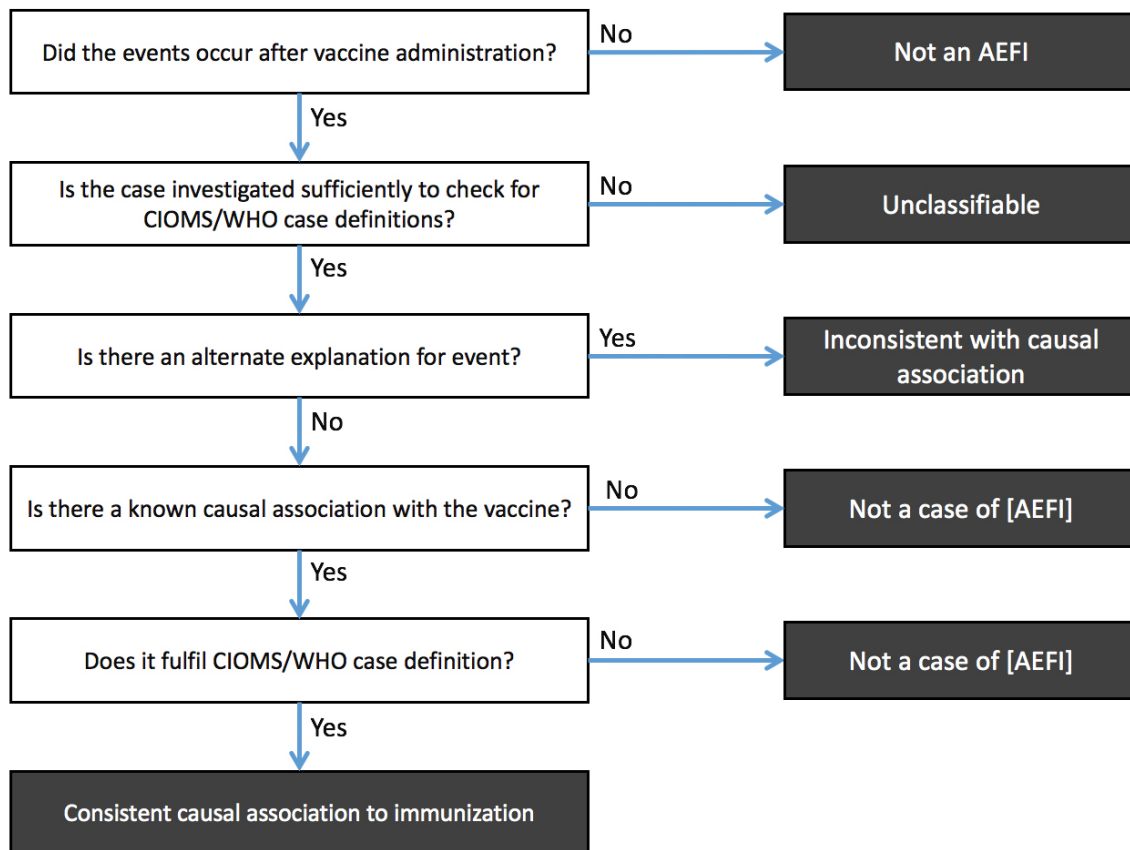 Did the events occur after vaccine administration?
No
Not an AEFI
Yes
Is the case investigated sufficiently to check for
CIOMS/WHO case definitions?
No
Unclassifiable
Yes
Is there an alternate explanation for event?
Yes
Inconsistent with causal
association
No
Is there a known causal association with the vaccine?
No
Not a case of [AEFI]
Yes
Does it fulfil CIOMS/WHO case definition?
No
Not a case of [AEFI]
Yes
Consistent causal association to immunization